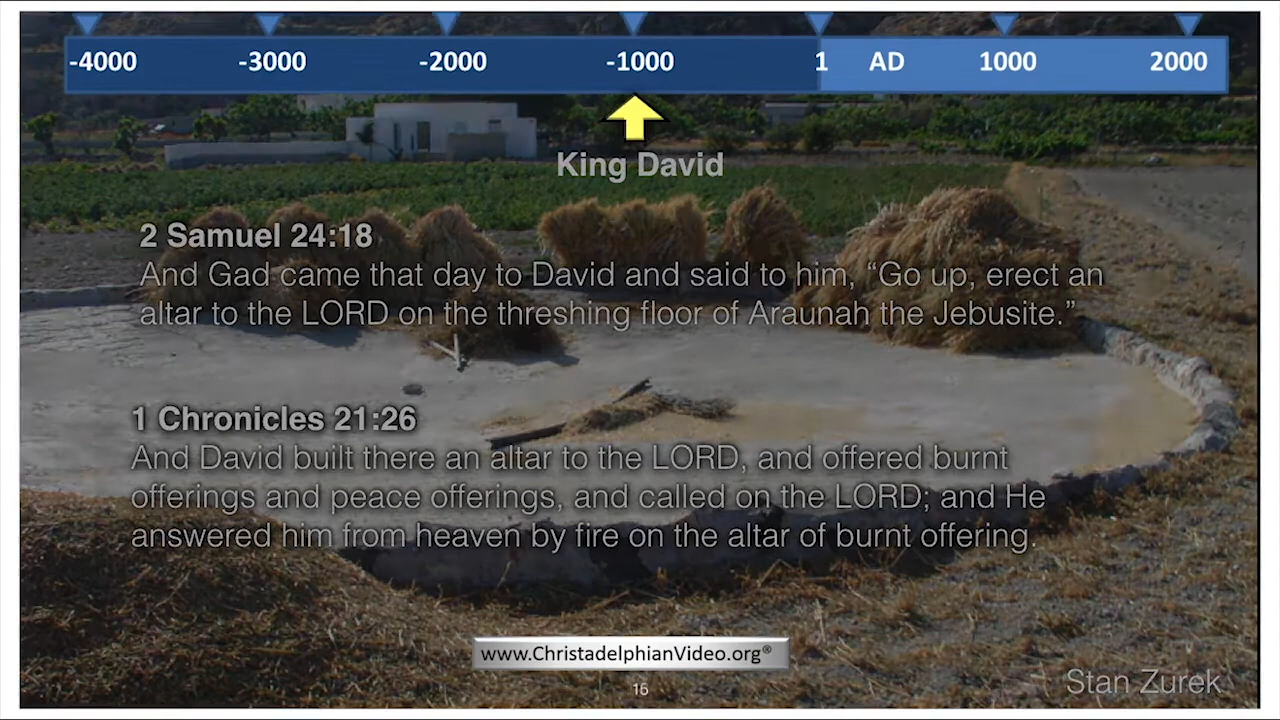 -4000 -3000 -2000 -1000 1 AD 1000 2000
King David
2 Samuel 24:18
And Gad came that day to David and said to him, “Go up, erect an
altar to the LORD on the threshing floor of Araunah the Jebusite.”
1 Chronicles 21:26
And David built there an altar to the LORD, and offered burnt
offerings and peace offerings, and called on the LORD; and He
answered him from heaven by fire on the altar of burnt offering.
www.ChristadelphianVideo.org®
16
Stan Zurek